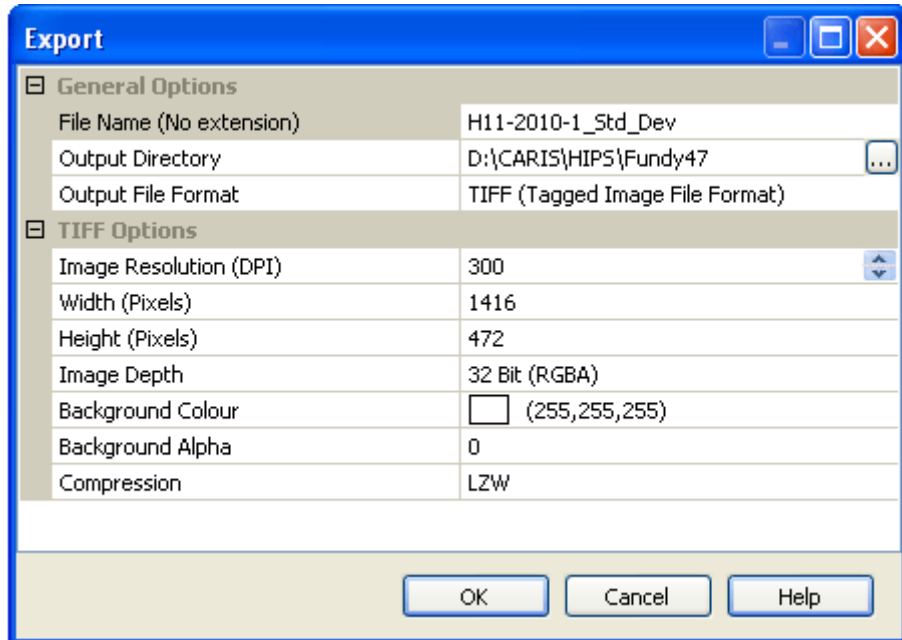 Export
General Options
File Name (No extension) H11-2010-1_Std_Dev
Output Directory D:\CARIS\HIPS\Fundy47 ...
Output File Format TIFF (Tagged Image File Format)
TIFF Options
Image Resolution (DPI) 300
Width (Pixels) 1416
Height (Pixels) 472
Image Depth 32 Bit (RGBA)
Background Colour (255,255,255)
Background Alpha 0
Compression LZW
OK Cancel Help